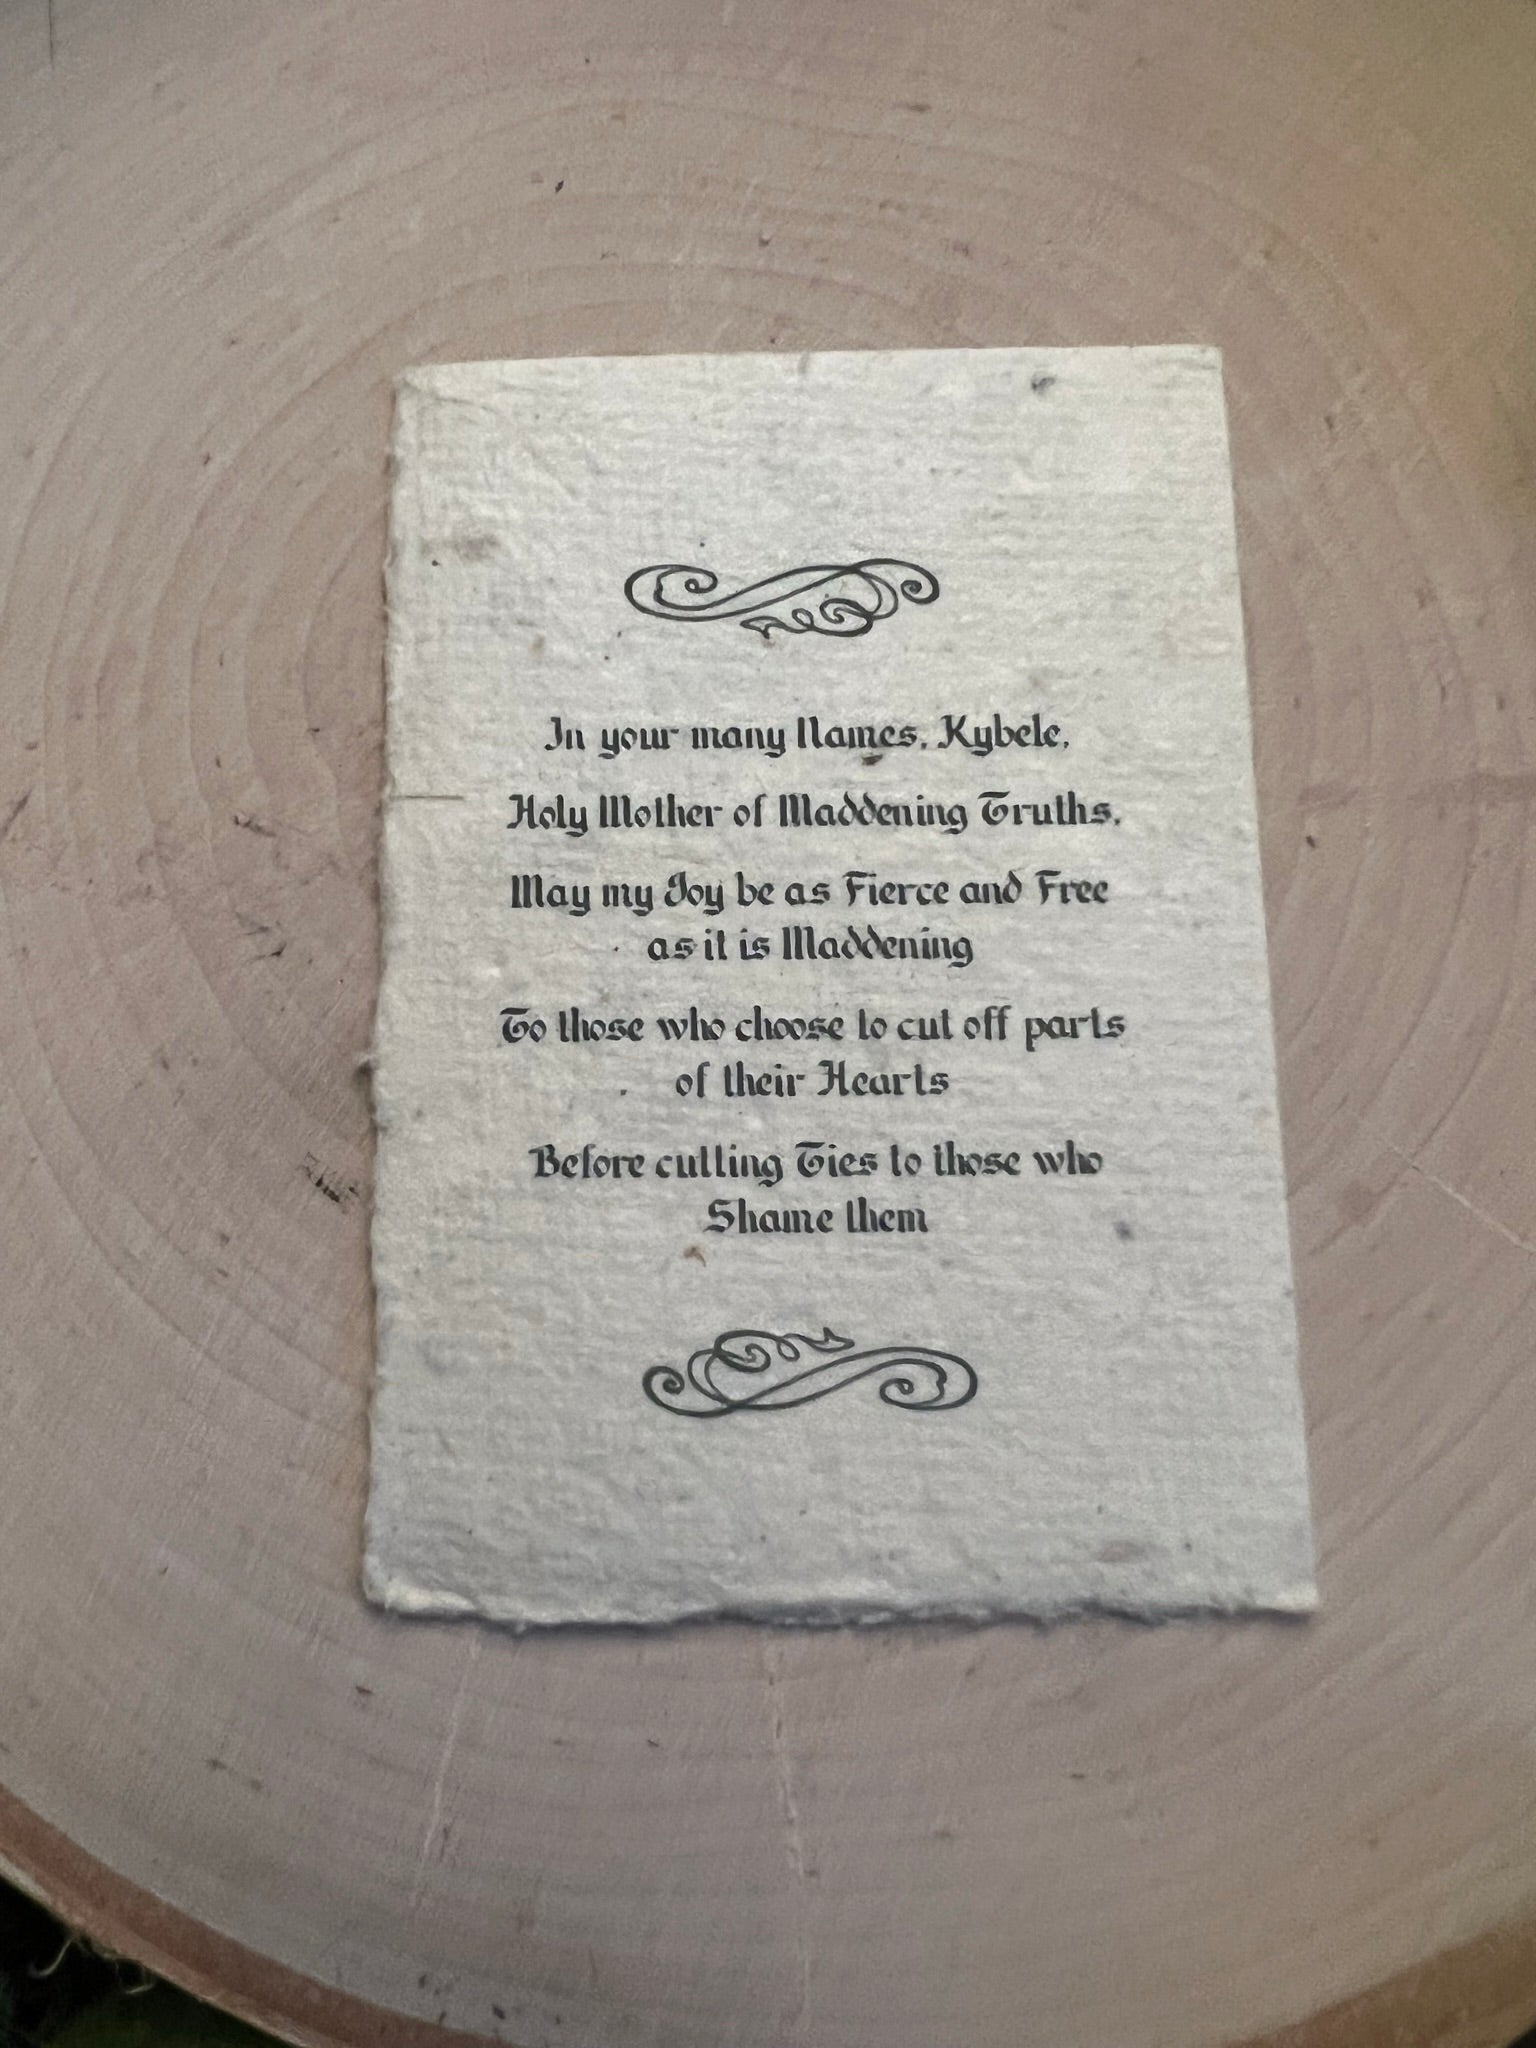 In your many Names, Kybele,
Holy Mother of Maddening Truths,
May my Joy be as Fierce and Free
as it is Maddening
To those who choose to cut off parts
of their Hearts
Before cutting Ties to those who
Shame them